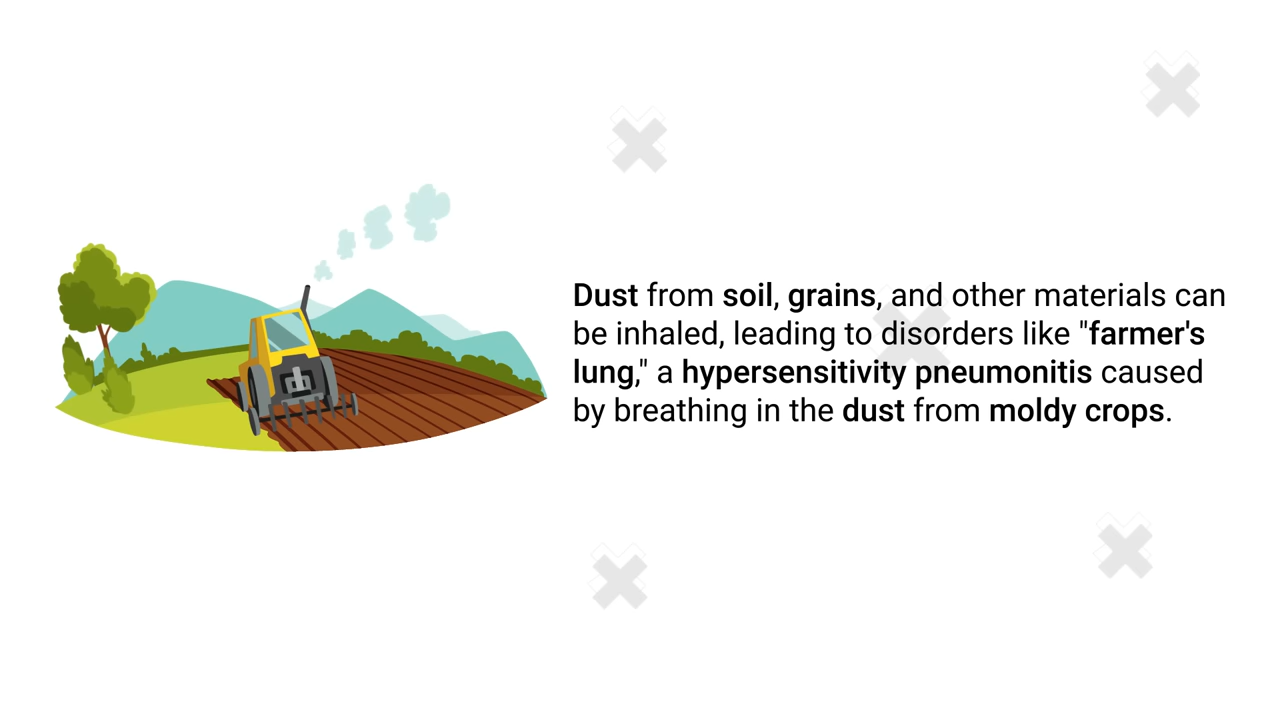 Dust from soil, grains, and other materials can
be inhaled, leading to disorders like "farmer's
lung," a hypersensitivity pneumonitis caused
by breathing in the dust from moldy crops.